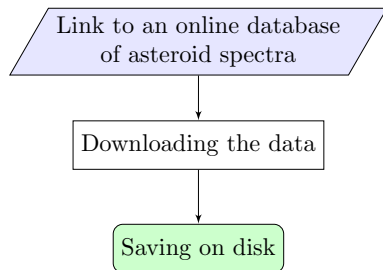 Link to an online database
of asteroid spectra
Downloading the data
Saving on disk